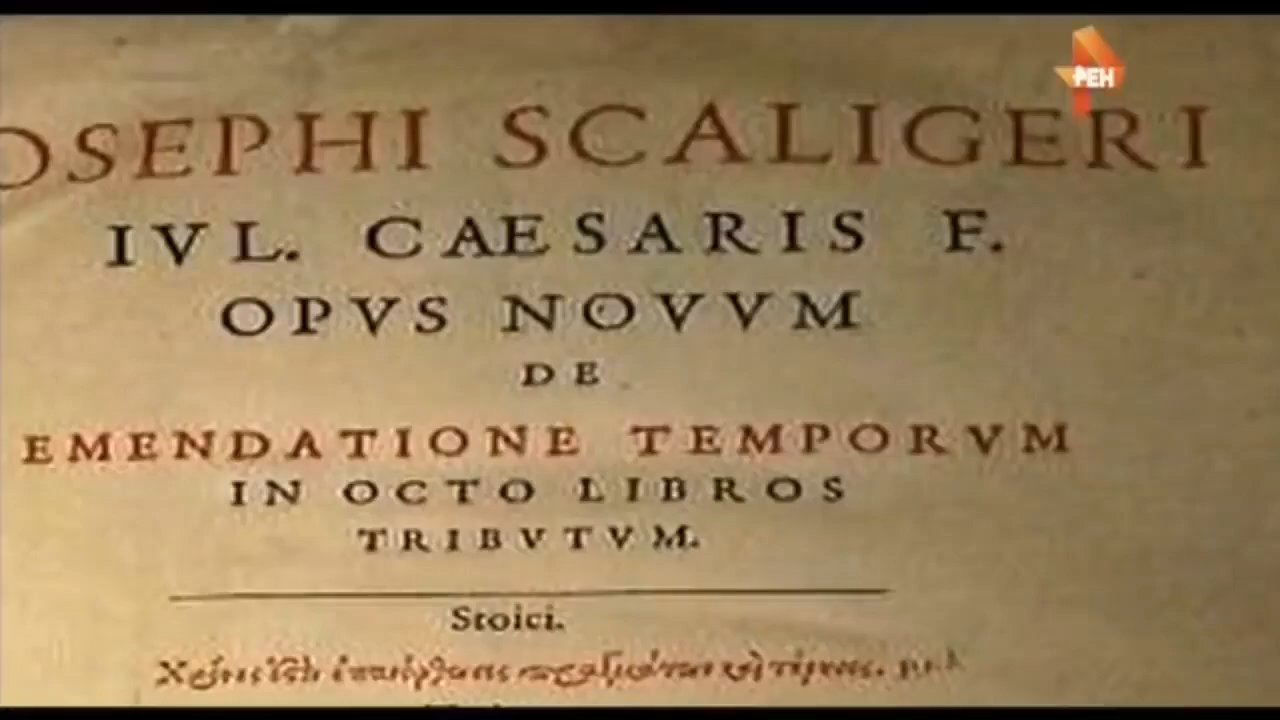 РЕН
OSEPHI SCALIGERI
IVL. CAESARIS F.
OPVS NOVVM
DE
EMENDATIONE TEMPORVM
IN OCTO LIBROS
TRIBVTVM.
Stoici.